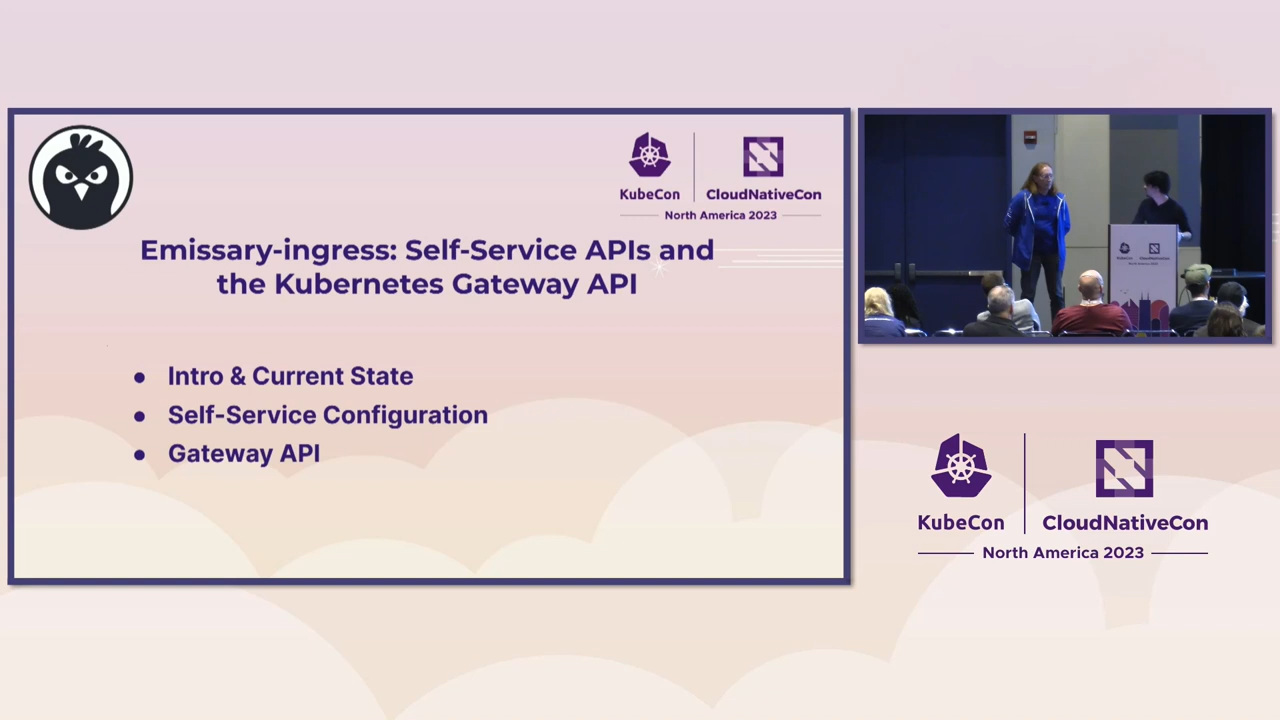 KubeCon
CloudNativeCon
North America 2023
Emissary-ingress: Self-Service APIs and
the Kubernetes Gateway API
● Intro & Current State
● Self-Service Configuration
● Gateway API
KubeCon
CloudNativeCon
North America 2023